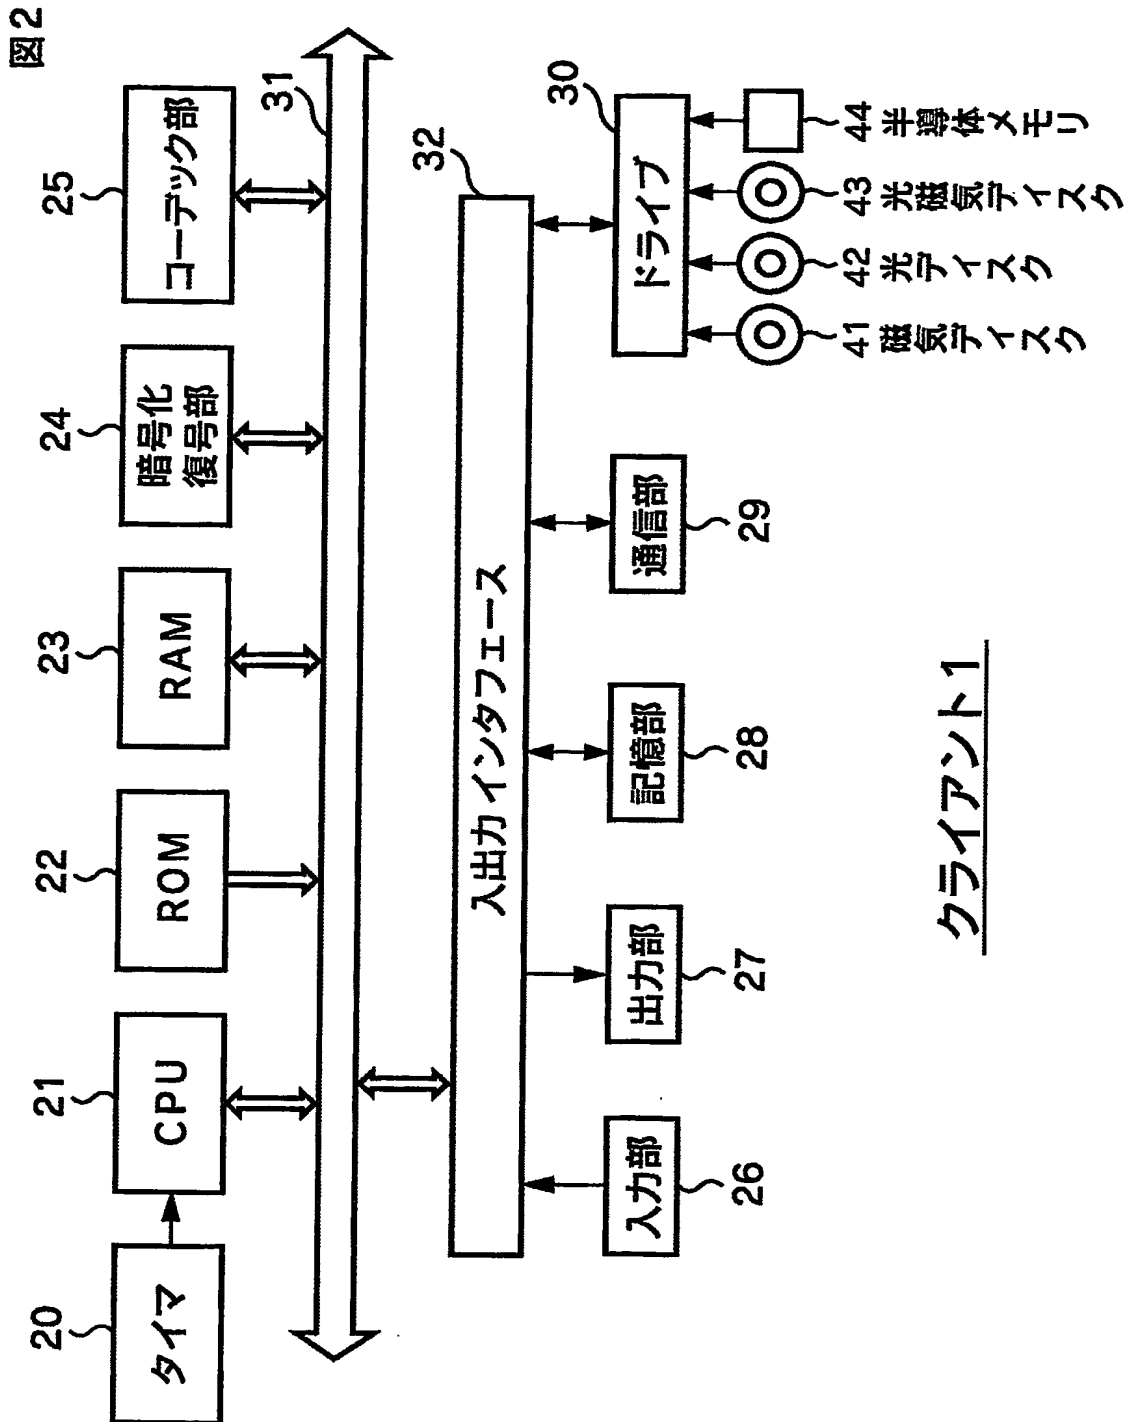 図2
20
タイマ
21
CPU
22
ROM
23
RAM
24
暗号化
復号部
25
コーデック部
31
32
入出力インタフェース
入力部
26
出力部
27
記憶部
28
通信部
29
30
ドライブ
41 磁気ディスク
42 光ディスク
43 光磁気ディスク
44 半導体メモリ
クライアント1